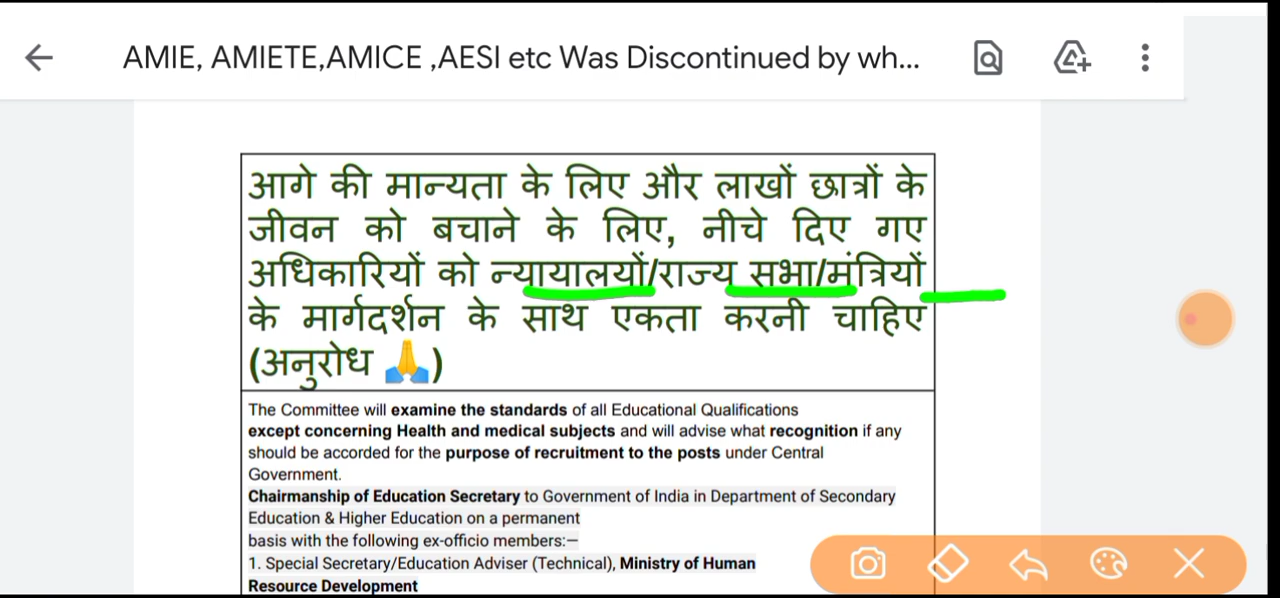 AMIE, AMIETE,AMICE ,AESI etc Was Discontinued by wh...
आगे की मान्यता के लिए और लाखों छात्रों के
जीवन को बचाने के लिए, नीचे दिए गए
अधिकारियों को न्यायालयों/राज्य सभा/मंत्रियों
के मार्गदर्शन के साथ एकता करनी चाहिए
(अनुरोध 🙏)
The Committee will examine the standards of all Educational Qualifications
except concerning Health and medical subjects and will advise what recognition if any
should be accorded for the purpose of recruitment to the posts under Central
Government.
Chairmanship of Education Secretary to Government of India in Department of Secondary
Education & Higher Education on a permanent
basis with the following ex-officio members:—
1. Special Secretary/Education Adviser (Technical), Ministry of Human
Resource Development